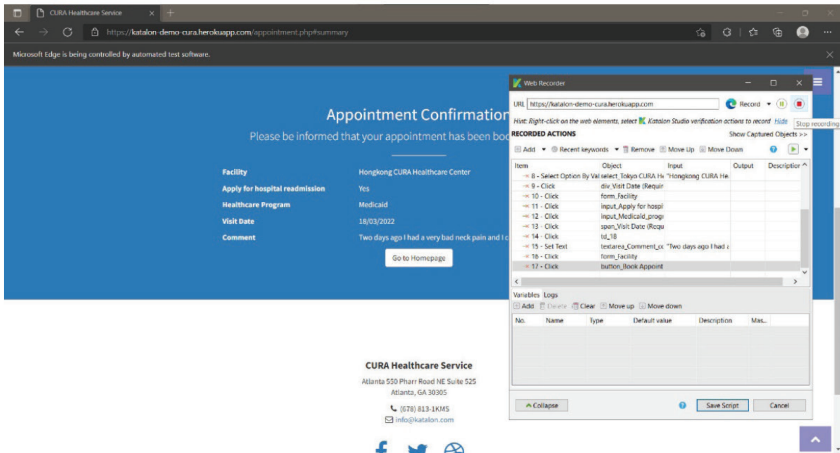 CURA Healthcare Service
https://katalon-demo-cura.herokuapp.com/appointment.php#summary
Microsoft Edge is being controlled by automated test software.
Appointment Confirmation
Please be informed that your appointment has been boo
Facility Hongkong CURA Healthcare Center
Apply for hospital readmission Yes
Healthcare Program Medicaid
Visit Date 18/03/2022
Comment Two days ago I had a very bad neck pain and I c
Go to Homepage
CURA Healthcare Service
Atlanta 550 Pharr Road NE Suite 525
Atlanta, GA 30305
(678) 813-1KMS
info@katalon.com
Web Recorder
URL https://katalon-demo-cura.herokuapp.com Record
Hint: Right-click on the web elements, select Katalon Studio verification actions to record Hide
Stop recording
RECORDED ACTIONS Show Captured Objects >>
Add Recent keywords Remove Move Up Move Down
Item Object Input Output Description
8 - Select Option By Val select_Tokyo CURA He "Hongkong CURA He
9 - Click div_Visit Date (Requir
10 - Click form_Facility
11 - Click input_Apply for hospi
12 - Click input_Medicaid_prog
13 - Click span_Visit Date (Requ
14 - Click td_18
15 - Set Text textarea_Comment_cc "Two days ago I had a
16 - Click form_Facility
17 - Click button_Book Appoint
Variables Logs
Add Delete Clear Move up Move down
No. Name Type Default value Description Mas...
Collapse Save Script Cancel